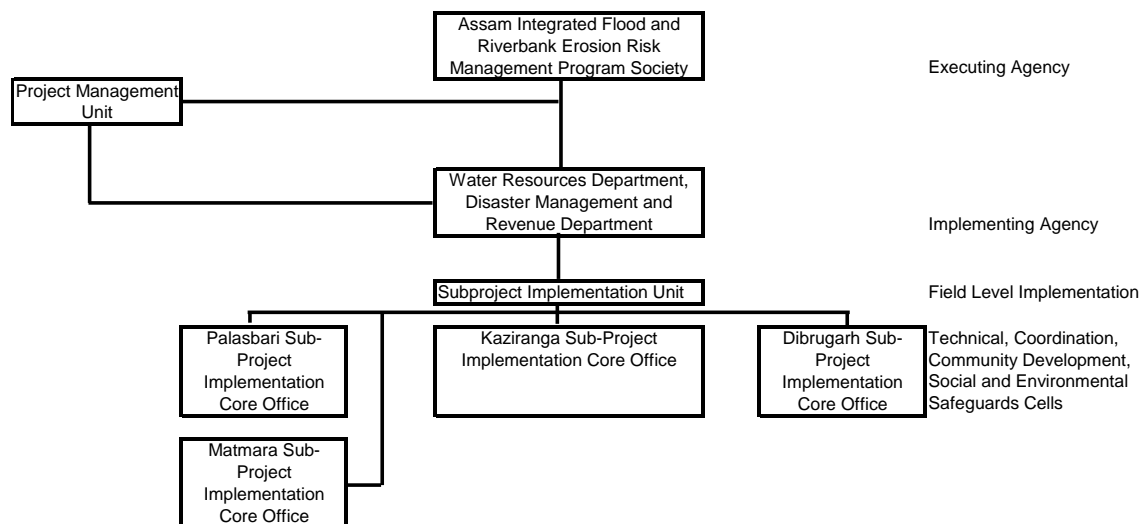 Assam Integrated Flood and
Riverbank Erosion Risk
Management Program Society
Executing Agency
Project Management
Unit
Water Resources Department,
Disaster Management and
Revenue Department
Implementing Agency
Subproject Implementation Unit
Field Level Implementation
Palasbari Sub-
Project
Implementation
Core Office
Kaziranga Sub-Project
Implementation Core Office
Dibrugarh Sub-
Project
Implementation
Core Office
Technical, Coordination,
Community Development,
Social and Environmental
Safeguards Cells
Matmara Sub-
Project
Implementation
Core Office